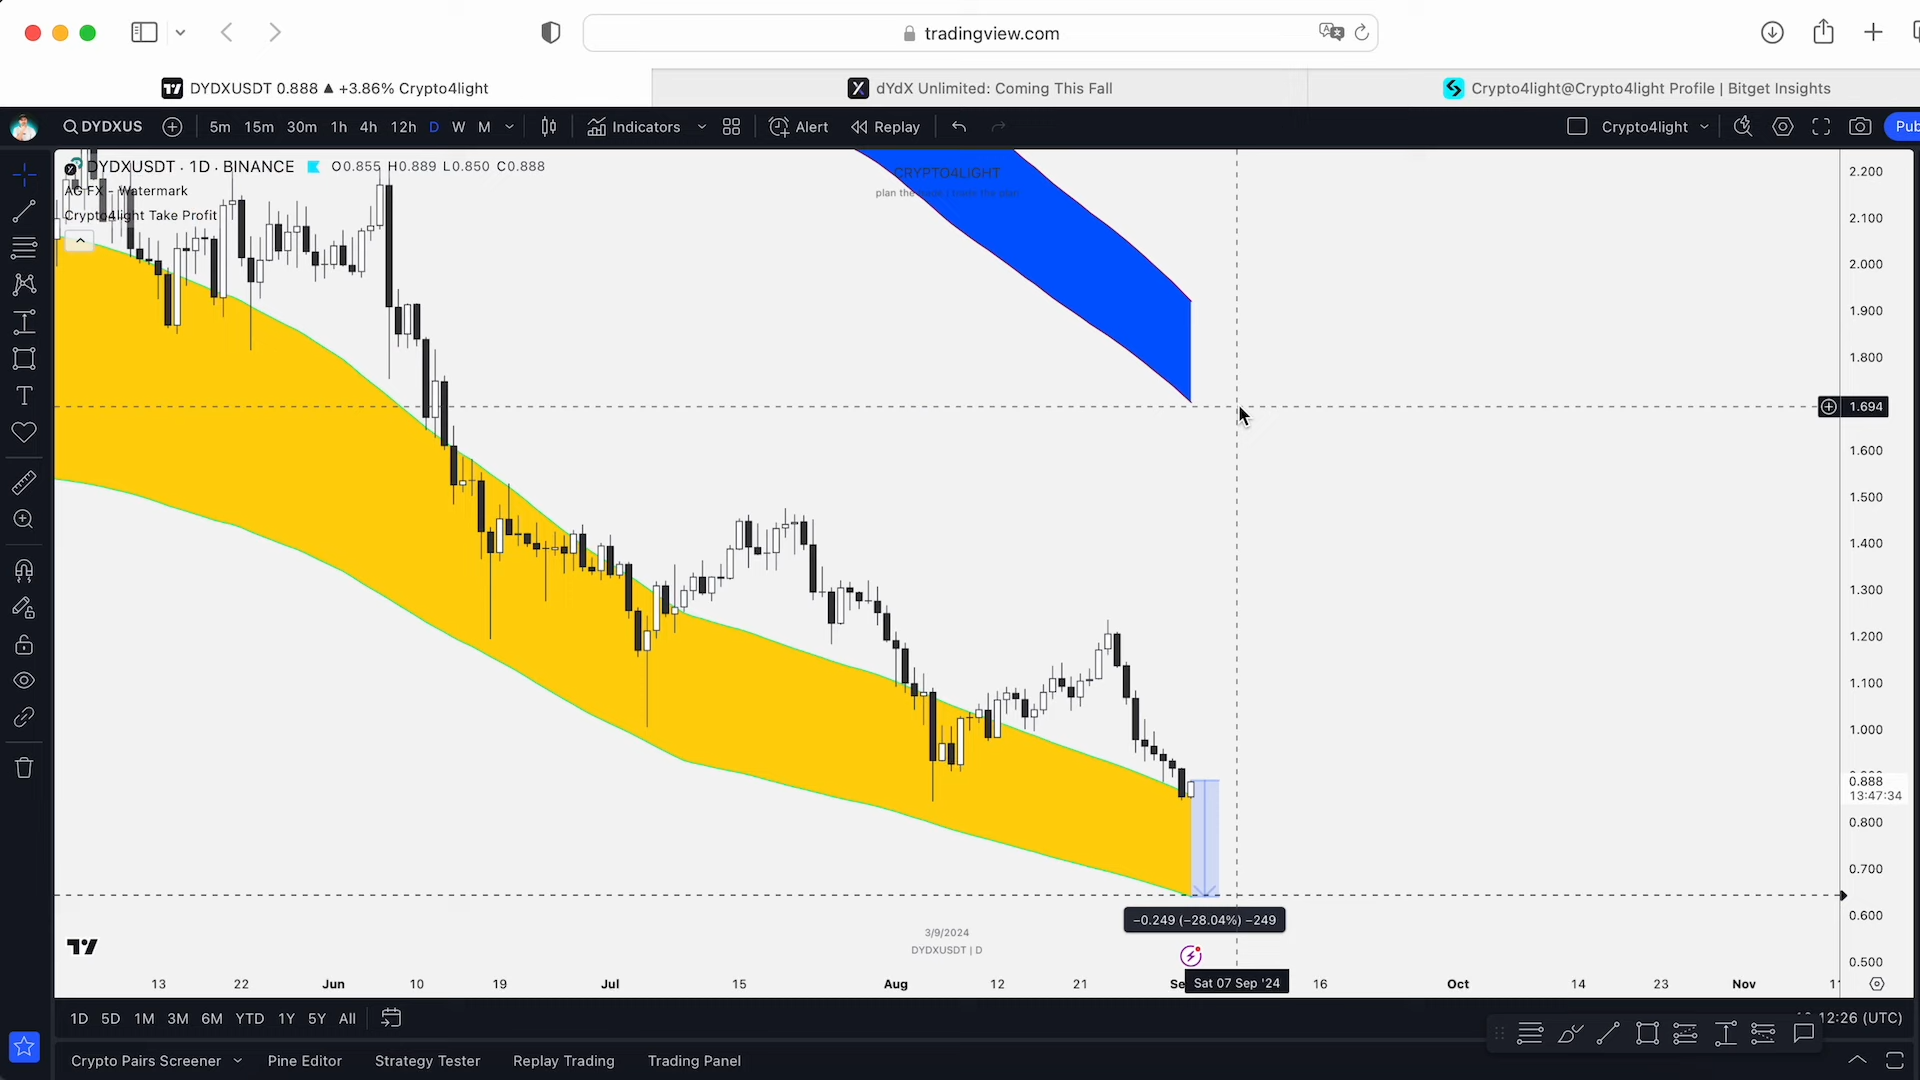 tradingview.com
DYDXUSDT 0.888 ▲ +3.86% Crypto4light
dYdX Unlimited: Coming This Fall
Crypto4light@Crypto4light Profile | Bitget Insights
DYDXUS 5m 15m 30m 1h 4h 12h D W M Indicators Alert Replay Crypto4light Pub
DYDXUSDT · 1D · BINANCE O0.855 H0.889 L0.850 C0.888
AG FX - Watermark
Crypto4light Take Profit
CRYPTO4LIGHT
plan the
2.200
2.100
2.000
1.900
1.800
1.694
1.600
1.500
1.400
1.300
1.200
1.100
1.000
0.888
13:47:34
0.800
0.700
0.600
0.500
−0.249 (−28.04%) −249
3/9/2024
DYDXUSDT | D
13 22 Jun 10 19 Jul 15 Aug 12 21 Se Sat 07 Sep '24 16 Oct 14 23 Nov 11
1D 5D 1M 3M 6M YTD 1Y 5Y All
12:26 (UTC)
Crypto Pairs Screener Pine Editor Strategy Tester Replay Trading Trading Panel